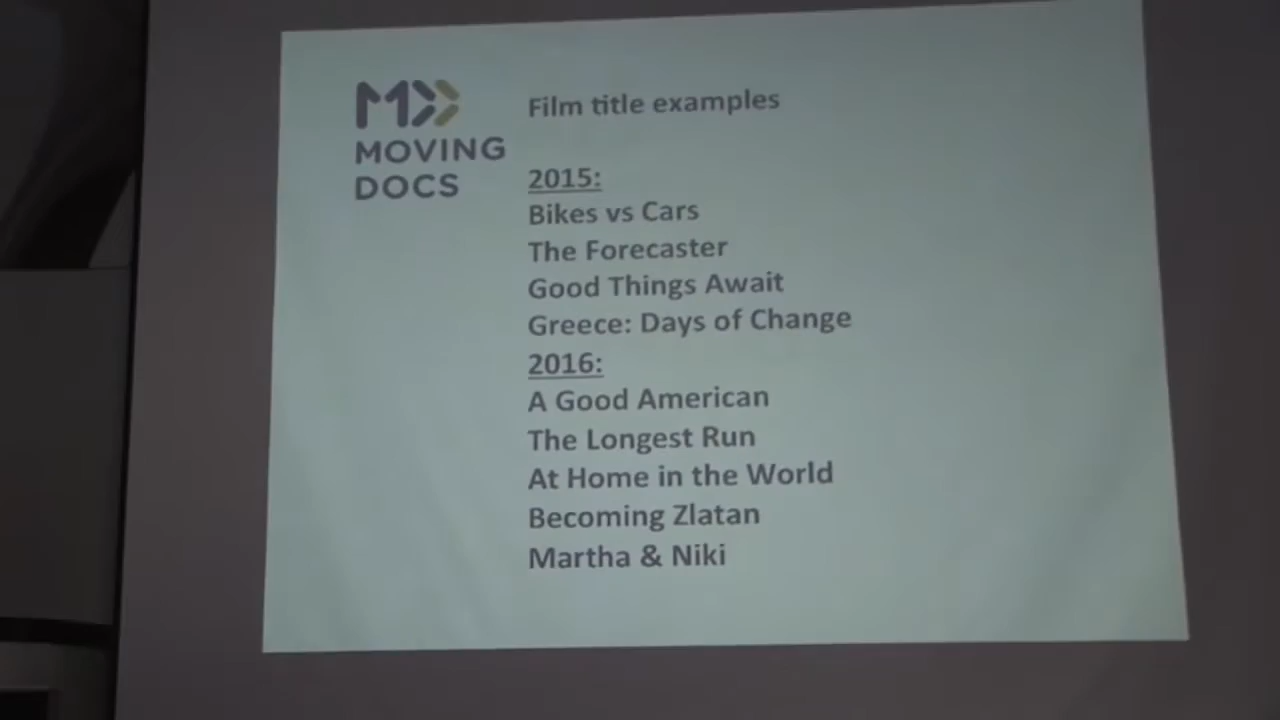 MOVING
DOCS
Film title examples
2015:
Bikes vs Cars
The Forecaster
Good Things Await
Greece: Days of Change
2016:
A Good American
The Longest Run
At Home in the World
Becoming Zlatan
Martha & Niki